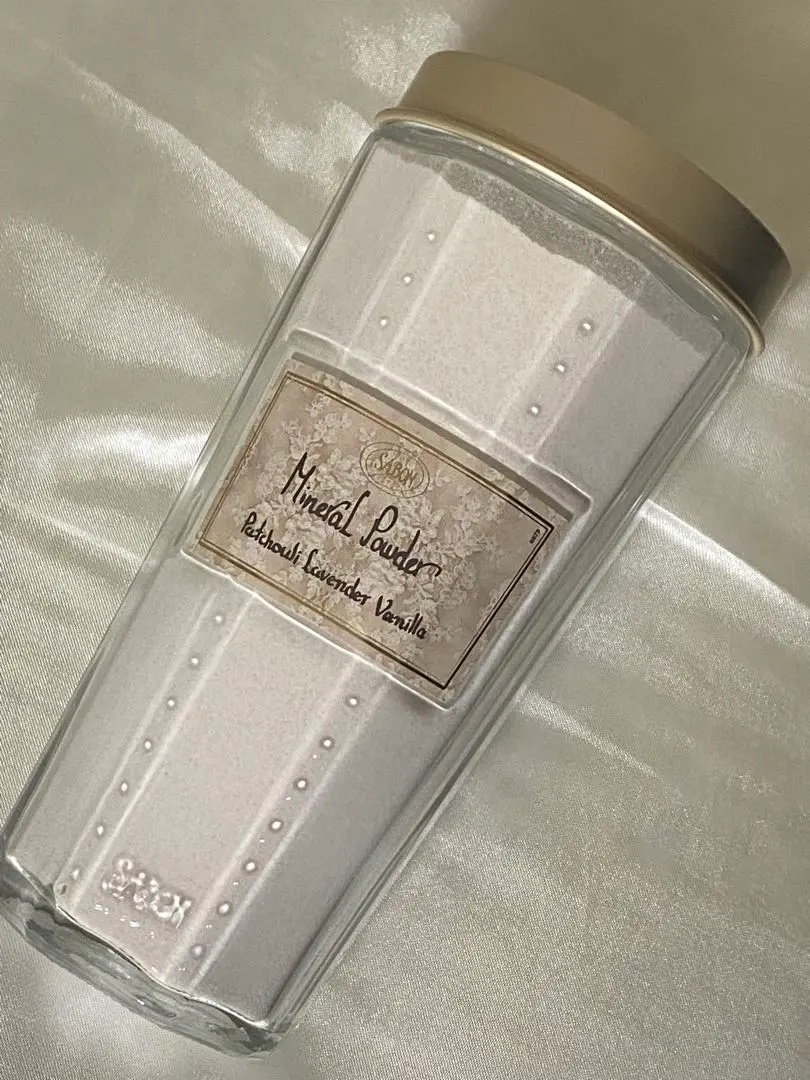 SABON
Mineral Powder
Patchouli Lavender Vanilla
SABON